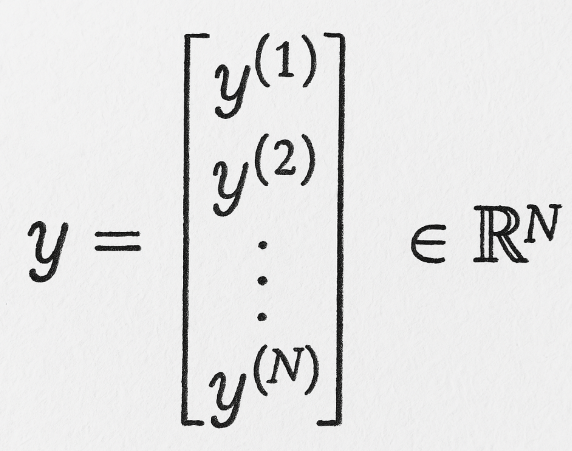 y = [ y^(1) y^(2) ⋮ y^(N) ] ∈ ℝ^N